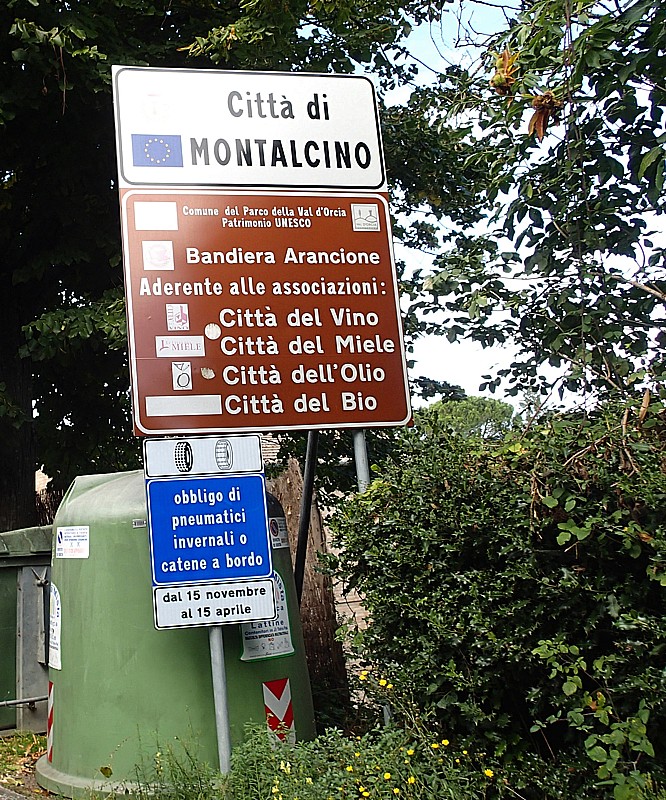 Città di
MONTALCINO
Comune del Parco della Val d'Orcia
Patrimonio UNESCO
Bandiera Arancione
Aderente alle associazioni:
Città del Vino
MIELE
Città del Miele
Città dell'Olio
Città del Bio
obbligo di
pneumatici
invernali o
catene a bordo
dal 15 novembre
al 15 aprile
Lattine